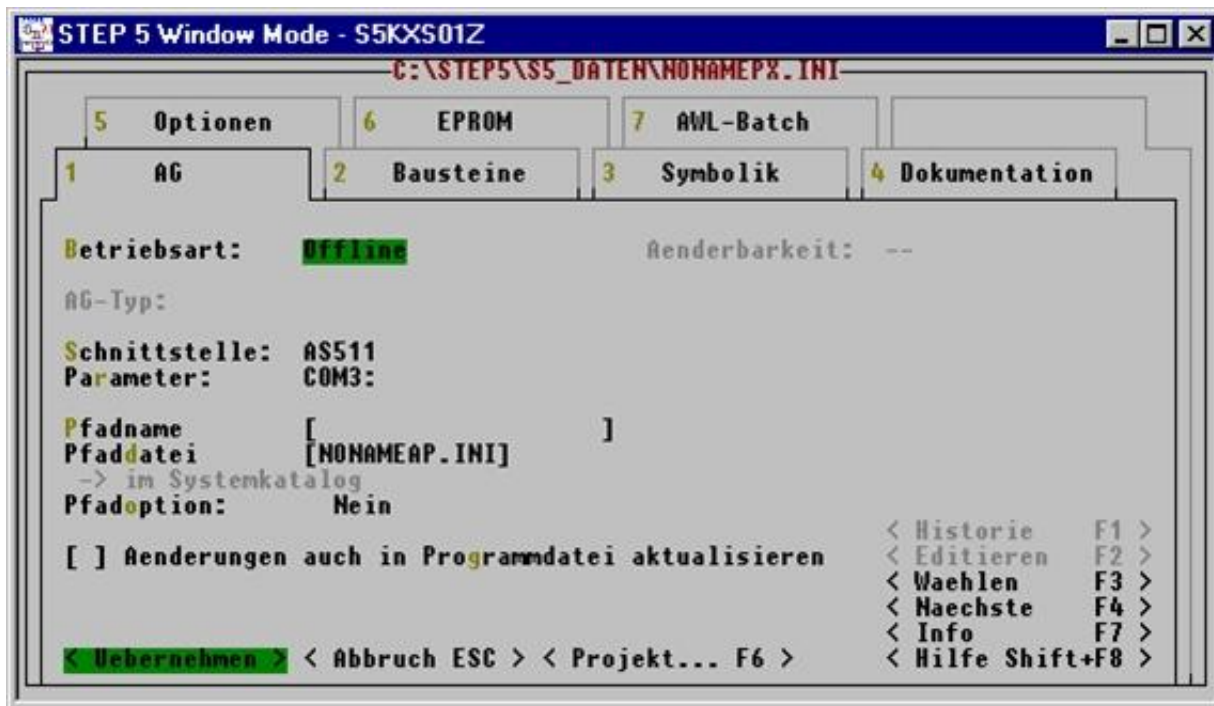 STEP 5 Window Mode - S5KXS01Z
C:\STEP5\S5_DATEN\NONAMEPX.INI
5 Optionen 6 EPROM 7 AWL-Batch
1 AG 2 Bausteine 3 Symbolik 4 Dokumentation
Betriebsart: Offline Aenderbarkeit: --
AG-Typ:
Schnittstelle: AS511
Parameter: COM3:
Pfadname [ ]
Pfaddatei [NONAMEAP.INI]
-> im Systemkatalog
Pfadoption: Nein
< Historie F1 >
[ ] Aenderungen auch in Programmdatei aktualisieren < Editieren F2 >
< Waehlen F3 >
< Naechste F4 >
< Info F7 >
< Uebernehmen > < Abbruch ESC > < Projekt... F6 > < Hilfe Shift+F8 >